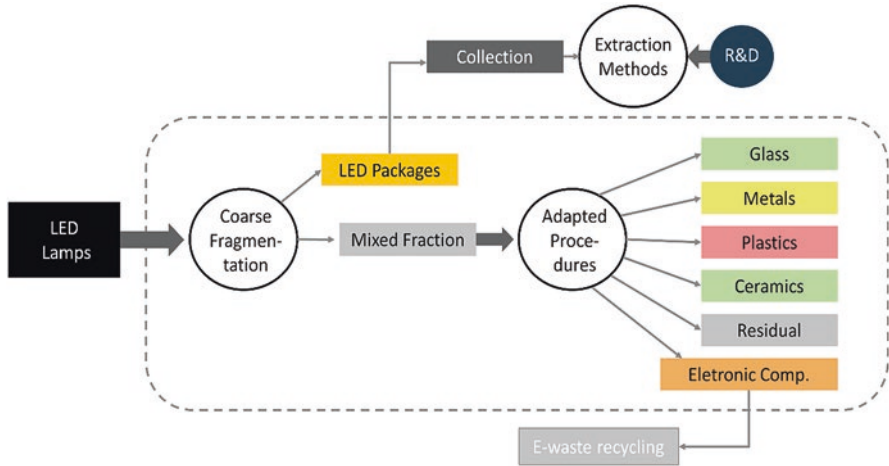 Collection
Extraction
Methods
R&D
LED Packages
Glass
Metals
LED
Lamps
Coarse
Fragmen-
tation
Mixed Fraction
Adapted
Proce-
dures
Plastics
Ceramics
Residual
Eletronic Comp.
E-waste recycling